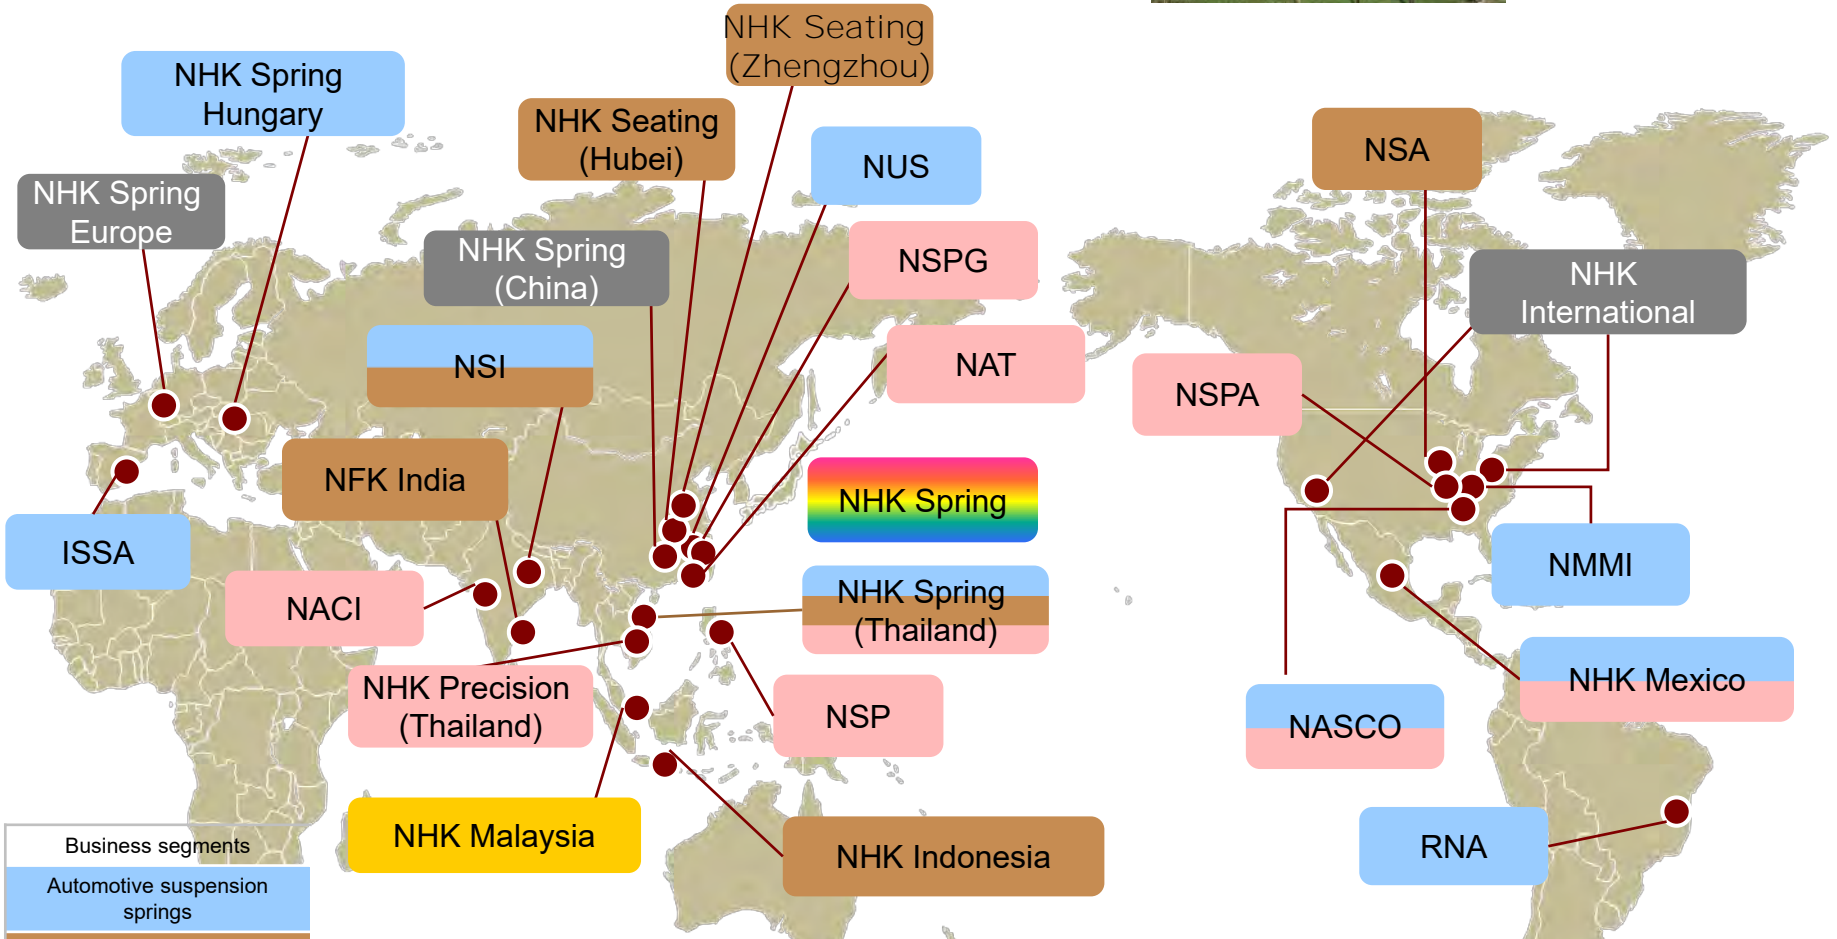 NHK Seating
(Zhengzhou)
NHK Spring
Hungary
NHK Seating
(Hubei)
NUS
NSA
NHK Spring
Europe
NHK Spring
(China)
NSPG
NHK
International
NSI
NAT
NSPA
NFK India
NHK Spring
ISSA
NACI
NHK Spring
(Thailand)
NMMI
NHK Precision
(Thailand)
NSP
NASCO
NHK Mexico
NHK Malaysia
NHK Indonesia
RNA
Business segments
Automotive suspension
springs